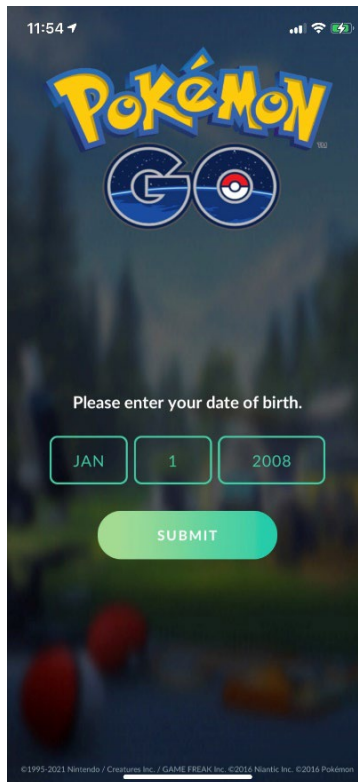 11:54
POKÉMON
TM
GO
Please enter your date of birth.
JAN 1 2008
SUBMIT
©1995-2021 Nintendo / Creatures Inc. / GAME FREAK Inc. ©2016 Niantic Inc. ©2016 Pokémon